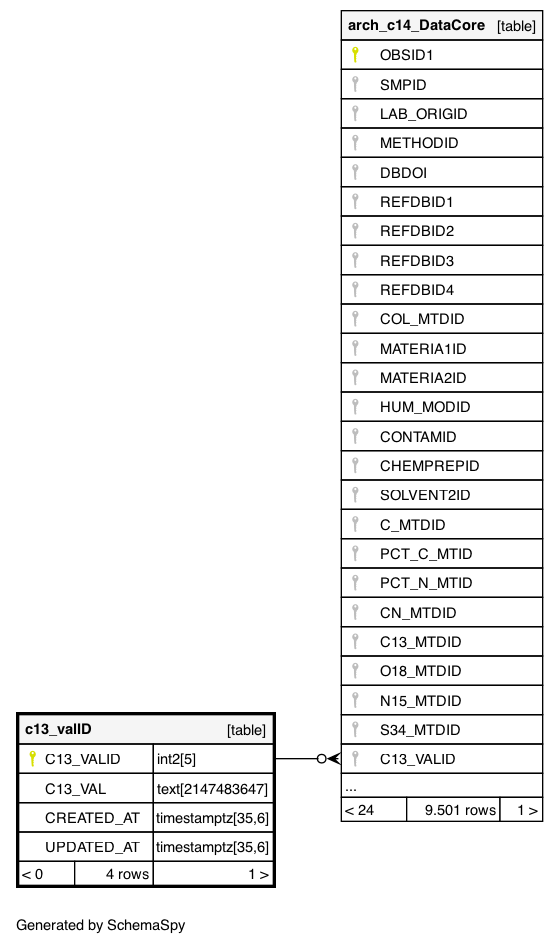 arch_c14_DataCore [table]
OBSID1
SMPID
LAB_ORIGID
METHODID
DBDOI
REFDBID1
REFDBID2
REFDBID3
REFDBID4
COL_MTDID
MATERIA1ID
MATERIA2ID
HUM_MODID
CONTAMID
CHEMPREPID
SOLVENT2ID
C_MTDID
PCT_C_MTID
PCT_N_MTID
CN_MTDID
C13_MTDID
O18_MTDID
N15_MTDID
S34_MTDID
C13_VALID
...
< 24 9.501 rows 1 >
c13_valID [table]
C13_VALID int2[5]
C13_VAL text[2147483647]
CREATED_AT timestamptz[35,6]
UPDATED_AT timestamptz[35,6]
< 0 4 rows 1 >
Generated by SchemaSpy